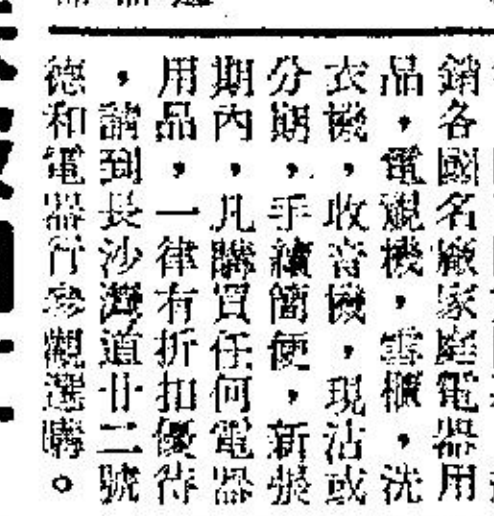 銷各國名廠家庭電器用
品，電視機，雪櫃，洗
衣機，收音機，現沽或
分期，手續簡便，新張
期內，凡購買任何電器
用品，一律有折扣優待
，請到長沙灣道廿二號
德和電器行參觀選購。